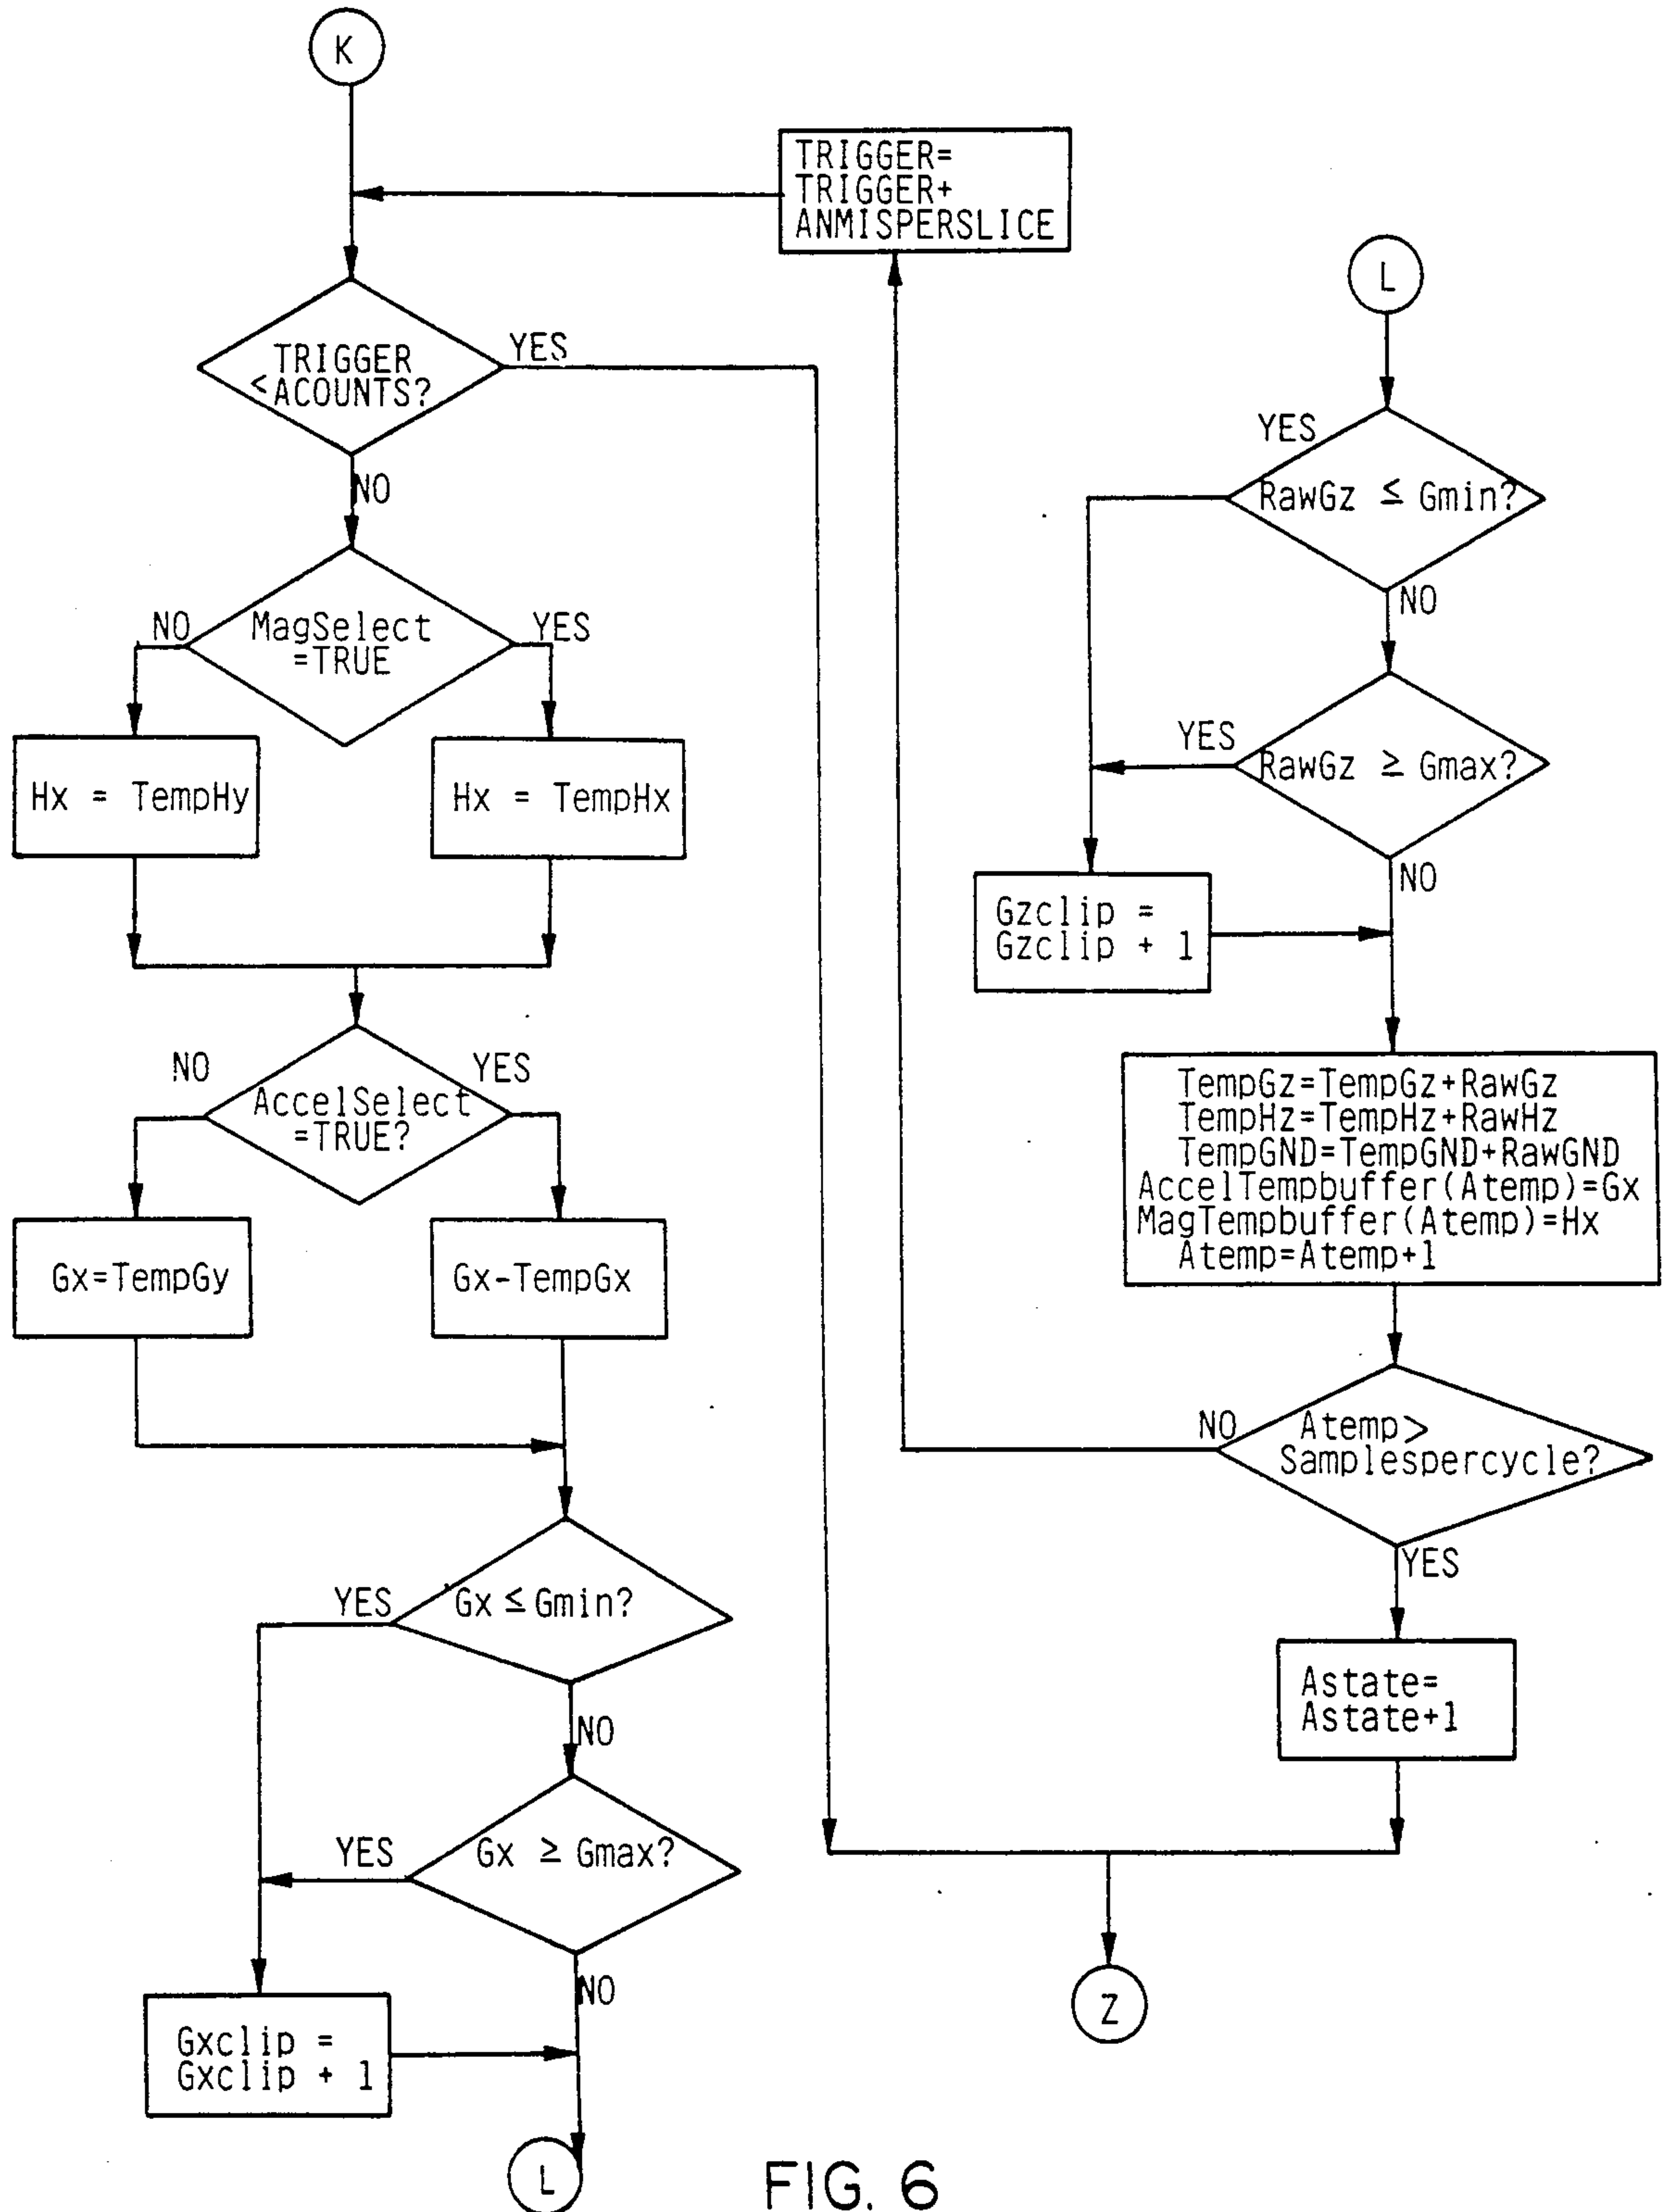 K
TRIGGER=
TRIGGER+
ANMISPERSLICE
TRIGGER
<ACOUNTS?
YES
NO
MagSelect
=TRUE
NO
YES
Hx = TempHy
Hx = TempHx
AccelSelect
=TRUE?
NO
YES
Gx=TempGy
Gx-TempGx
Gx ≤ Gmin?
YES
NO
Gx ≥ Gmax?
YES
NO
Gxclip =
Gxclip + 1
L
L
YES
RawGz ≤ Gmin?
NO
YES
RawGz ≥ Gmax?
NO
Gzclip =
Gzclip + 1
TempGz=TempGz+RawGz
TempHz=TempHz+RawHz
TempGND=TempGND+RawGND
AccelTempbuffer(Atemp)=Gx
MagTempbuffer(Atemp)=Hx
Atemp=Atemp+1
NO
Atemp>
Samplespercycle?
YES
Astate=
Astate+1
Z
FIG. 6